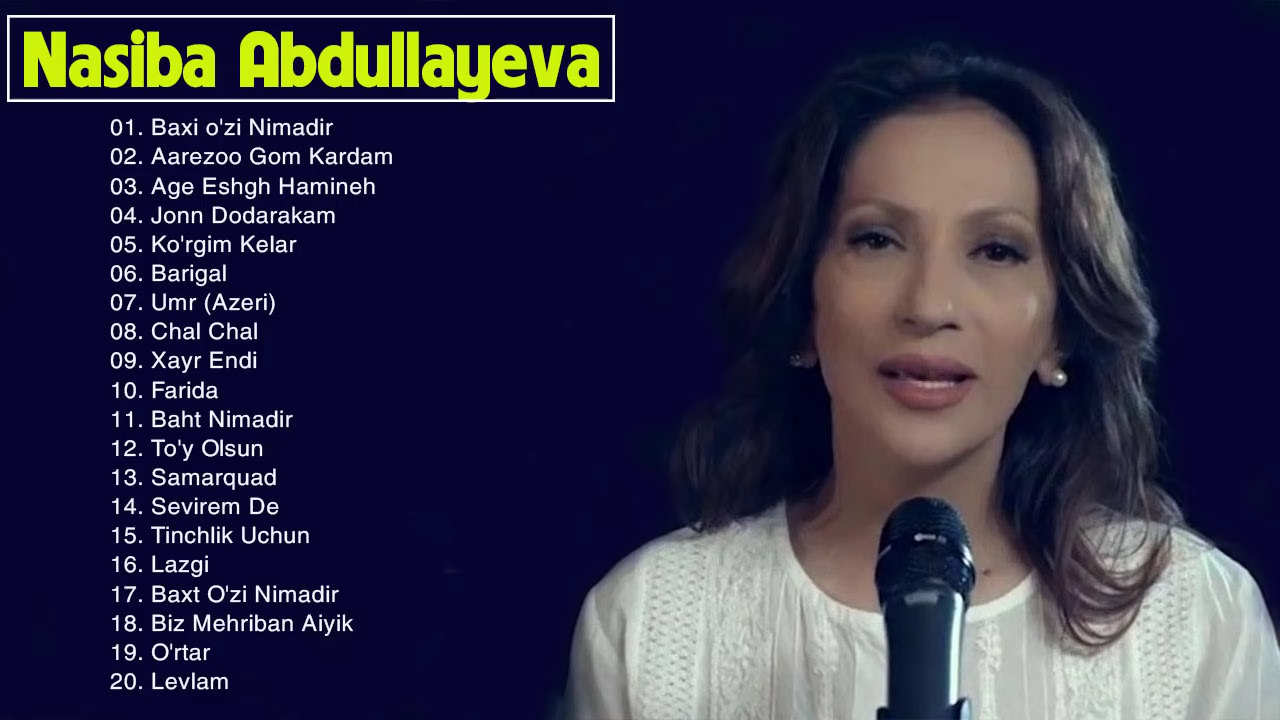 Nasiba Abdullayeva
01. Baxi o'zi Nimadir
02. Aarezoo Gom Kardam
03. Age Eshgh Hamineh
04. Jonn Dodarakam
05. Ko'rgim Kelar
06. Barigal
07. Umr (Azeri)
08. Chal Chal
09. Xayr Endi
10. Farida
11. Baht Nimadir
12. To'y Olsun
13. Samarquad
14. Sevirem De
15. Tinchlik Uchun
16. Lazgi
17. Baxt O'zi Nimadir
18. Biz Mehriban Aiyik
19. O'rtar
20. Levlam